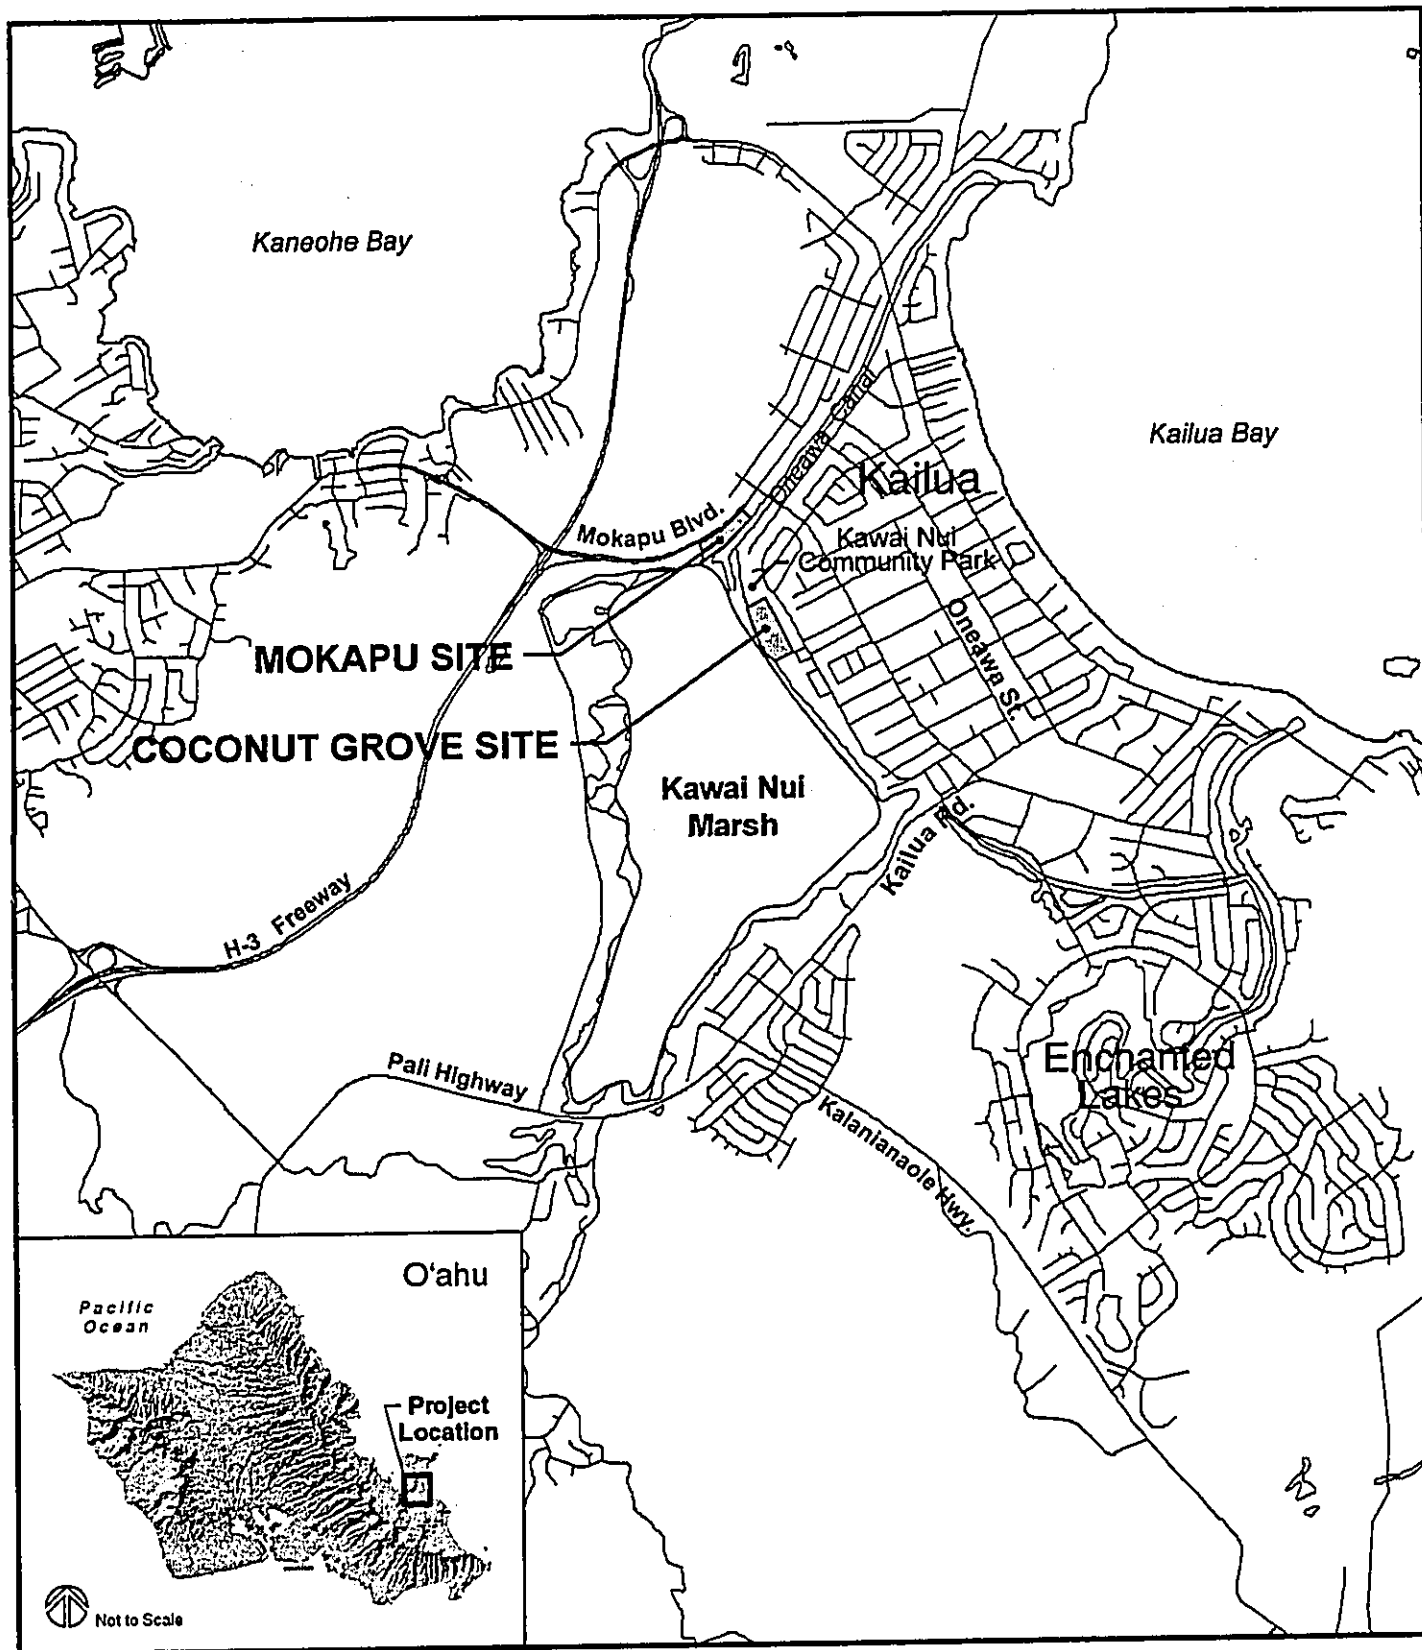 Kaneohe Bay
Kailua Bay
Oneawa Canal
Kailua
Mokapu Blvd.
Kawai Nui
Community Park
MOKAPU SITE
Oneawa St.
COCONUT GROVE SITE
Kawai Nui
Marsh
Kailua Rd.
H-3 Freeway
Pali Highway
Enchanted
Lakes
Kalanianaole Hwy.
O'ahu
Pacific
Ocean
Project
Location
Not to Scale